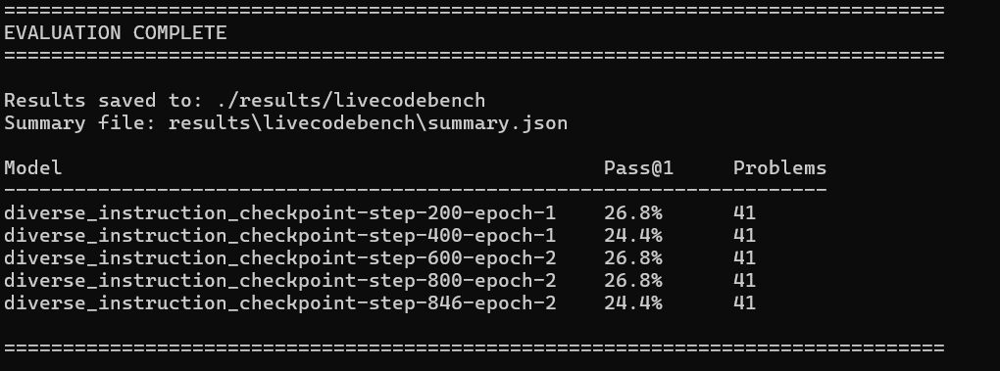 ================================================================================
EVALUATION COMPLETE
================================================================================
Results saved to: ./results/livecodebench
Summary file: results\livecodebench\summary.json
Model Pass@1 Problems
----------------------------------------------------------------------
diverse_instruction_checkpoint-step-200-epoch-1 26.8% 41
diverse_instruction_checkpoint-step-400-epoch-1 24.4% 41
diverse_instruction_checkpoint-step-600-epoch-2 26.8% 41
diverse_instruction_checkpoint-step-800-epoch-2 26.8% 41
diverse_instruction_checkpoint-step-846-epoch-2 24.4% 41
================================================================================